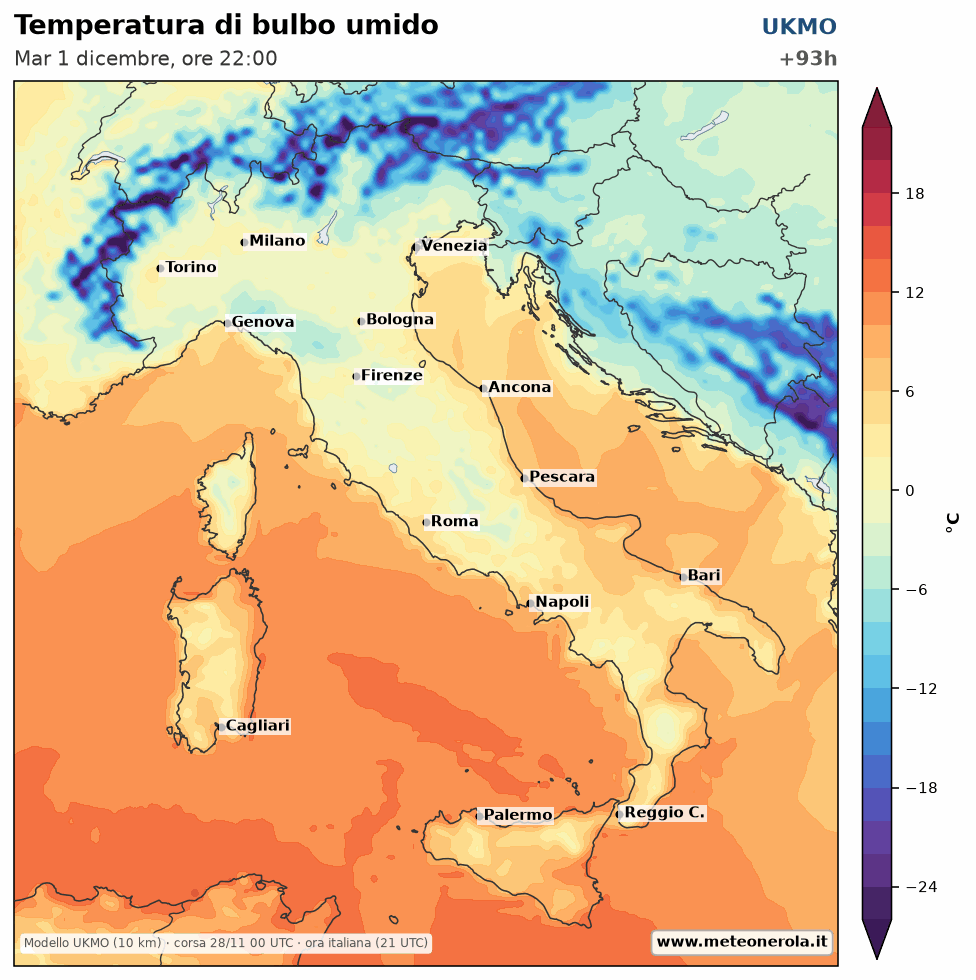 Temperatura di bulbo umido
UKMO
Mar 1 dicembre, ore 22:00
+93h
Milano
Venezia
Torino
Genova
Bologna
Firenze
Ancona
Pescara
Roma
Bari
Napoli
Cagliari
Palermo
Reggio C.
18
12
6
0
−6
−12
−18
−24
°C
Modello UKMO (10 km) · corsa 28/11 00 UTC · ora italiana (21 UTC)
www.meteonerola.it